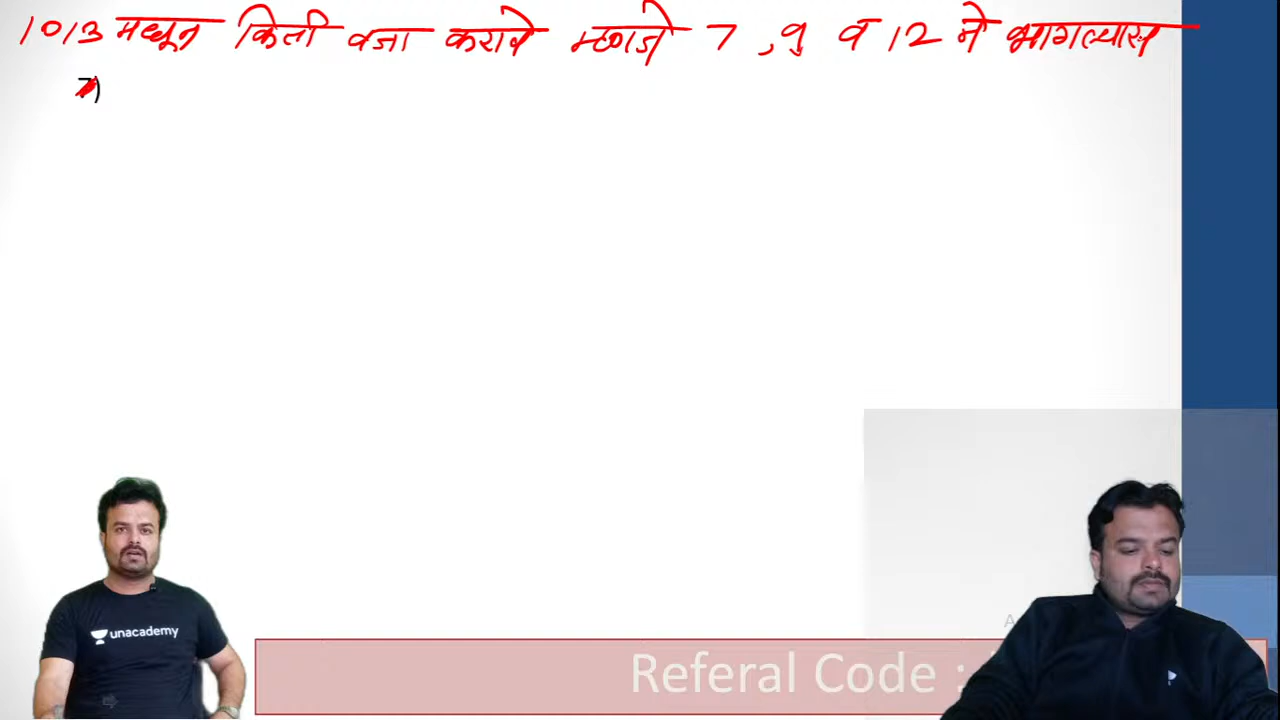 1013 मधून किती वजा करावे म्हणजे 7, 9 व 12 ने भागल्यास
7)
unacademy
Referal Code :